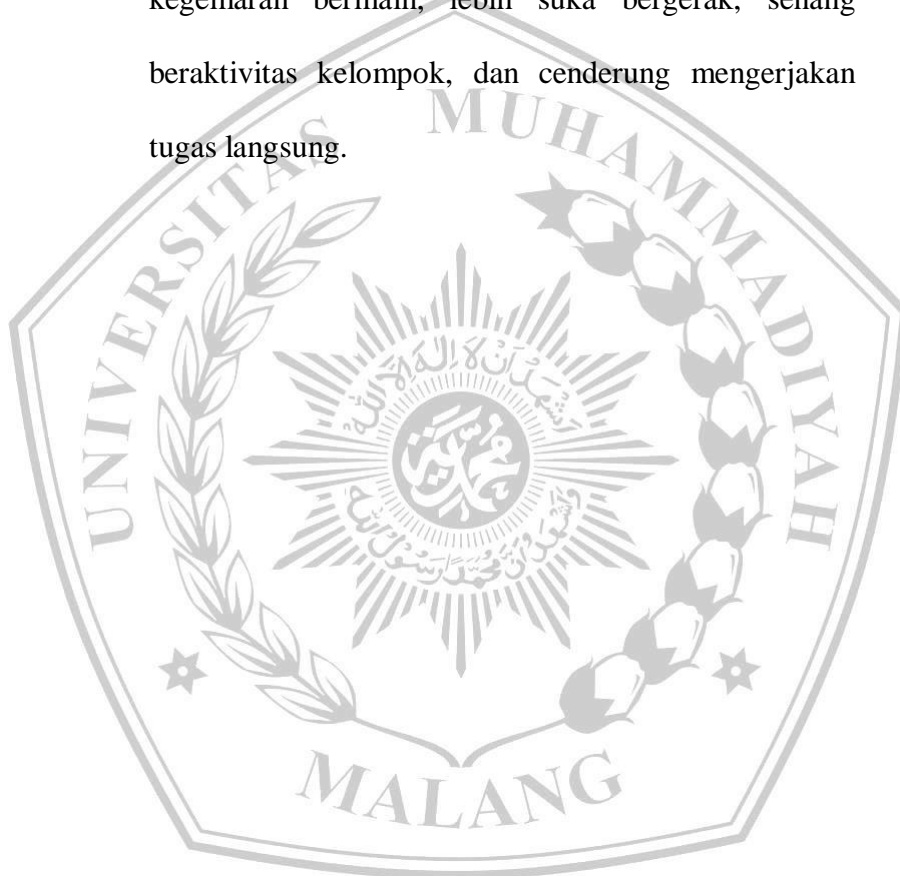 kegemaran bermain, lebih suka bergerak, senang
beraktivitas kelompok, dan cenderung mengerjakan
tugas langsung.
UNIVERSITAS MUHAMMADIYAH
MALANG